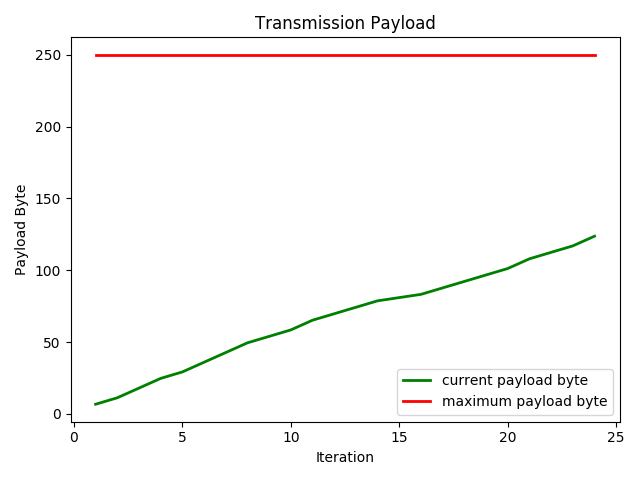 Transmission Payload
Payload Byte
250
200
150
100
50
0
current payload byte
maximum payload byte
0 5 10 15 20 25
Iteration